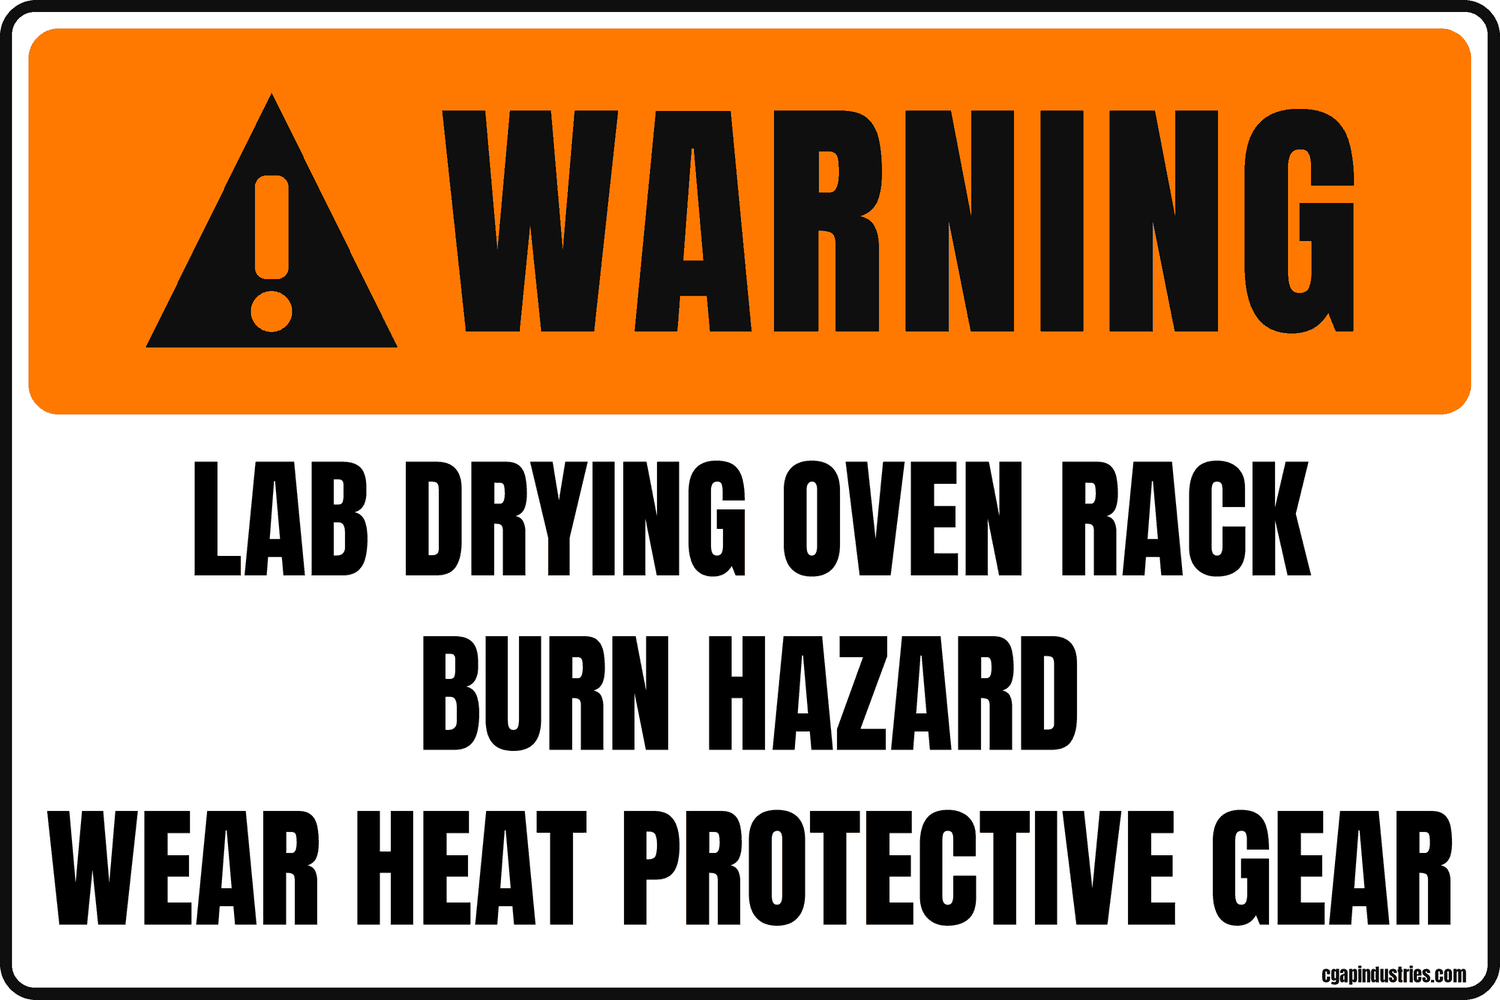 WARNING
LAB DRYING OVEN RACK
BURN HAZARD
WEAR HEAT PROTECTIVE GEAR
cgapindustries.com